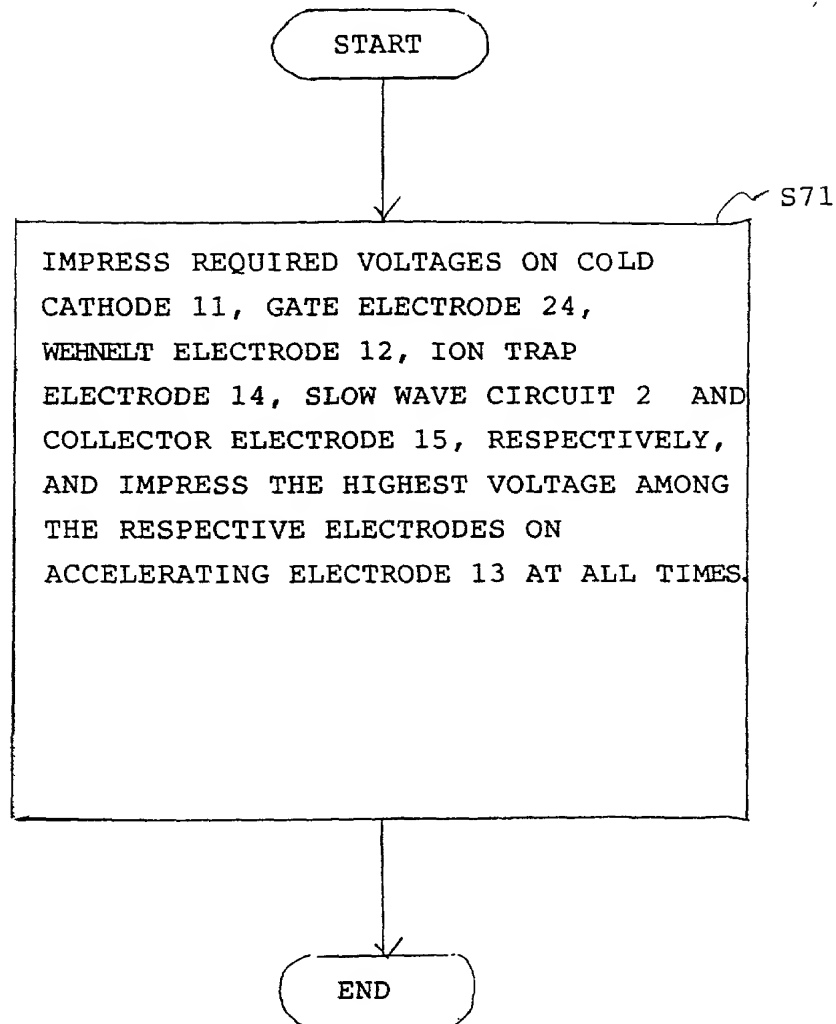 START
S71
IMPRESS REQUIRED VOLTAGES ON COLD
CATHODE 11, GATE ELECTRODE 24,
WEHNELT ELECTRODE 12, ION TRAP
ELECTRODE 14, SLOW WAVE CIRCUIT 2 AND
COLLECTOR ELECTRODE 15, RESPECTIVELY,
AND IMPRESS THE HIGHEST VOLTAGE AMONG
THE RESPECTIVE ELECTRODES ON
ACCELERATING ELECTRODE 13 AT ALL TIMES.
END